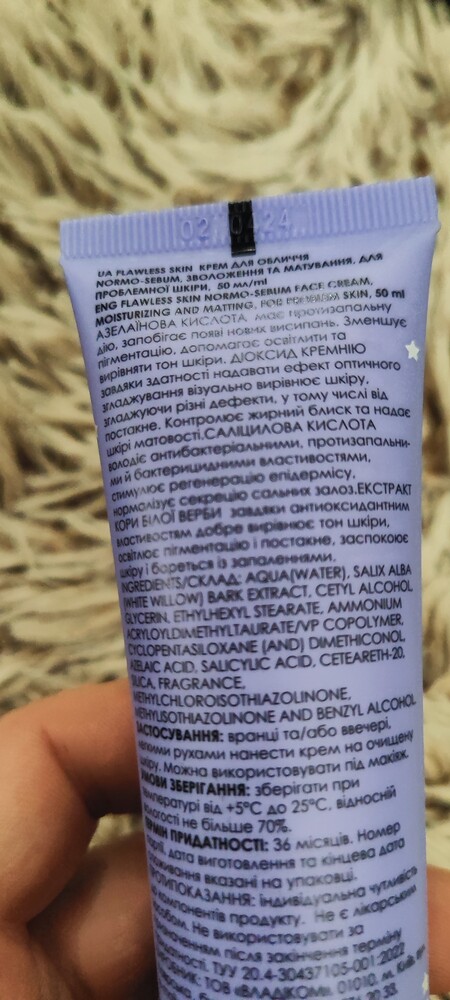 02 0424
UA FLAWLESS SKIN КРЕМ ДЛЯ ОБЛИЧЧЯ
NORMO-SEBUM, ЗВОЛОЖЕННЯ ТА МАТУВАННЯ, ДЛЯ
ПРОБЛЕМНОЇ ШКІРИ, 50 мл/ml
ENG FLAWLESS SKIN NORMO-SEBUM FACE CREAM,
MOISTURIZING AND MATTING, FOR PROBLEM SKIN, 50 ml
АЗЕЛАЇНОВА КИСЛОТА має протизапальну
дію, запобігає появі нових висипань. Зменшує
пігментацію, допомагає освітлити та
вирівняти тон шкіри. ДІОКСИД КРЕМНІЮ
завдяки здатності надавати ефект оптичного
згладжування візуально вирівнює шкіру,
згладжуючи різні дефекти, у тому числі від
постакне. Контролює жирний блиск та надає
шкірі матовості.САЛІЦИЛОВА КИСЛОТА
володіє антибактеріальними, протизапальни-
ми й бактерицидними властивостями,
стимулює регенерацію епідермісу,
нормалізує секрецію сальних залоз.ЕКСТРАКТ
КОРИ БІЛОЇ ВЕРБИ завдяки антиоксидантним
властивостям добре вирівнює тон шкіри,
освітлює пігментацію і постакне, заспокоює
шкіру і бореться із запаленнями.
INGREDIENTS/СКЛАД: AQUA(WATER), SALIX ALBA
(WHITE WILLOW) BARK EXTRACT, CETYL ALCOHOL
GLYCERIN, ETHYLHEXYL STEARATE, AMMONIUM
ACRYLOYLDIMETHYLTAURATE/VP COPOLYMER,
CYCLOPENTASILOXANE (AND) DIMETHICONOL,
AZELAIC ACID, SALICYLIC ACID, CETEARETH-20,
SILICA, FRAGRANCE,
METHYLCHLOROISOTHIAZOLINONE,
METHYLISOTHIAZOLINONE AND BENZYL ALCOHOL
ЗАСТОСУВАННЯ: вранці та/або ввечері,
легкими рухами нанести крем на очищену
шкіру. Можна використовувати під макіяж.
УМОВИ ЗБЕРІГАННЯ: зберігати при
температурі від +5°C до 25°C, відносній
вологості не більше 70%.
ТЕРМІН ПРИДАТНОСТІ: 36 місяців. Номер
партії, дата виготовлення та кінцева дата
споживання вказані на упаковці.
ПРОТИПОКАЗАННЯ: індивідуальна чутливість
до компонентів продукту. Не є лікарським
засобом. Не використовувати за
призначенням після закінчення терміну
придатності. ТУУ 20.4-30437105-001:2022
ВИРОБНИК: ТОВ «ВЛАДІКОМ», 01010, м. Київ,